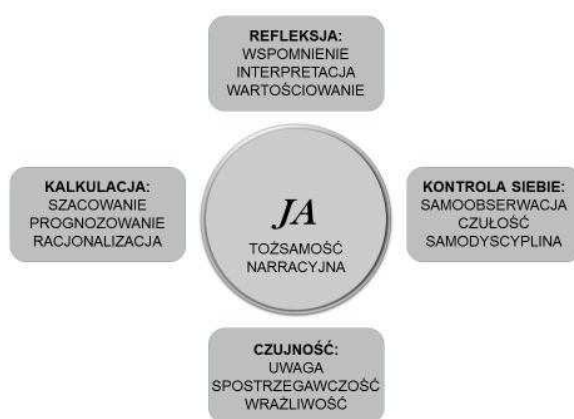 REFLEKSJA:
WSPOMNIENIE
INTERPRETACJA
WARTOŚCIOWANIE
KALKULACJA:
SZACOWANIE
PROGNOZOWANIE
RACJONALIZACJA
JA
TOŻSAMOŚĆ
NARRACYJNA
KONTROLA SIEBIE:
SAMOOBSERWACJA
CZUŁOŚĆ
SAMODYSCYPLINA
CZUJNOŚĆ:
UWAGA
SPOSTRZEGAWCZOŚĆ
WRAŻLIWOŚĆ